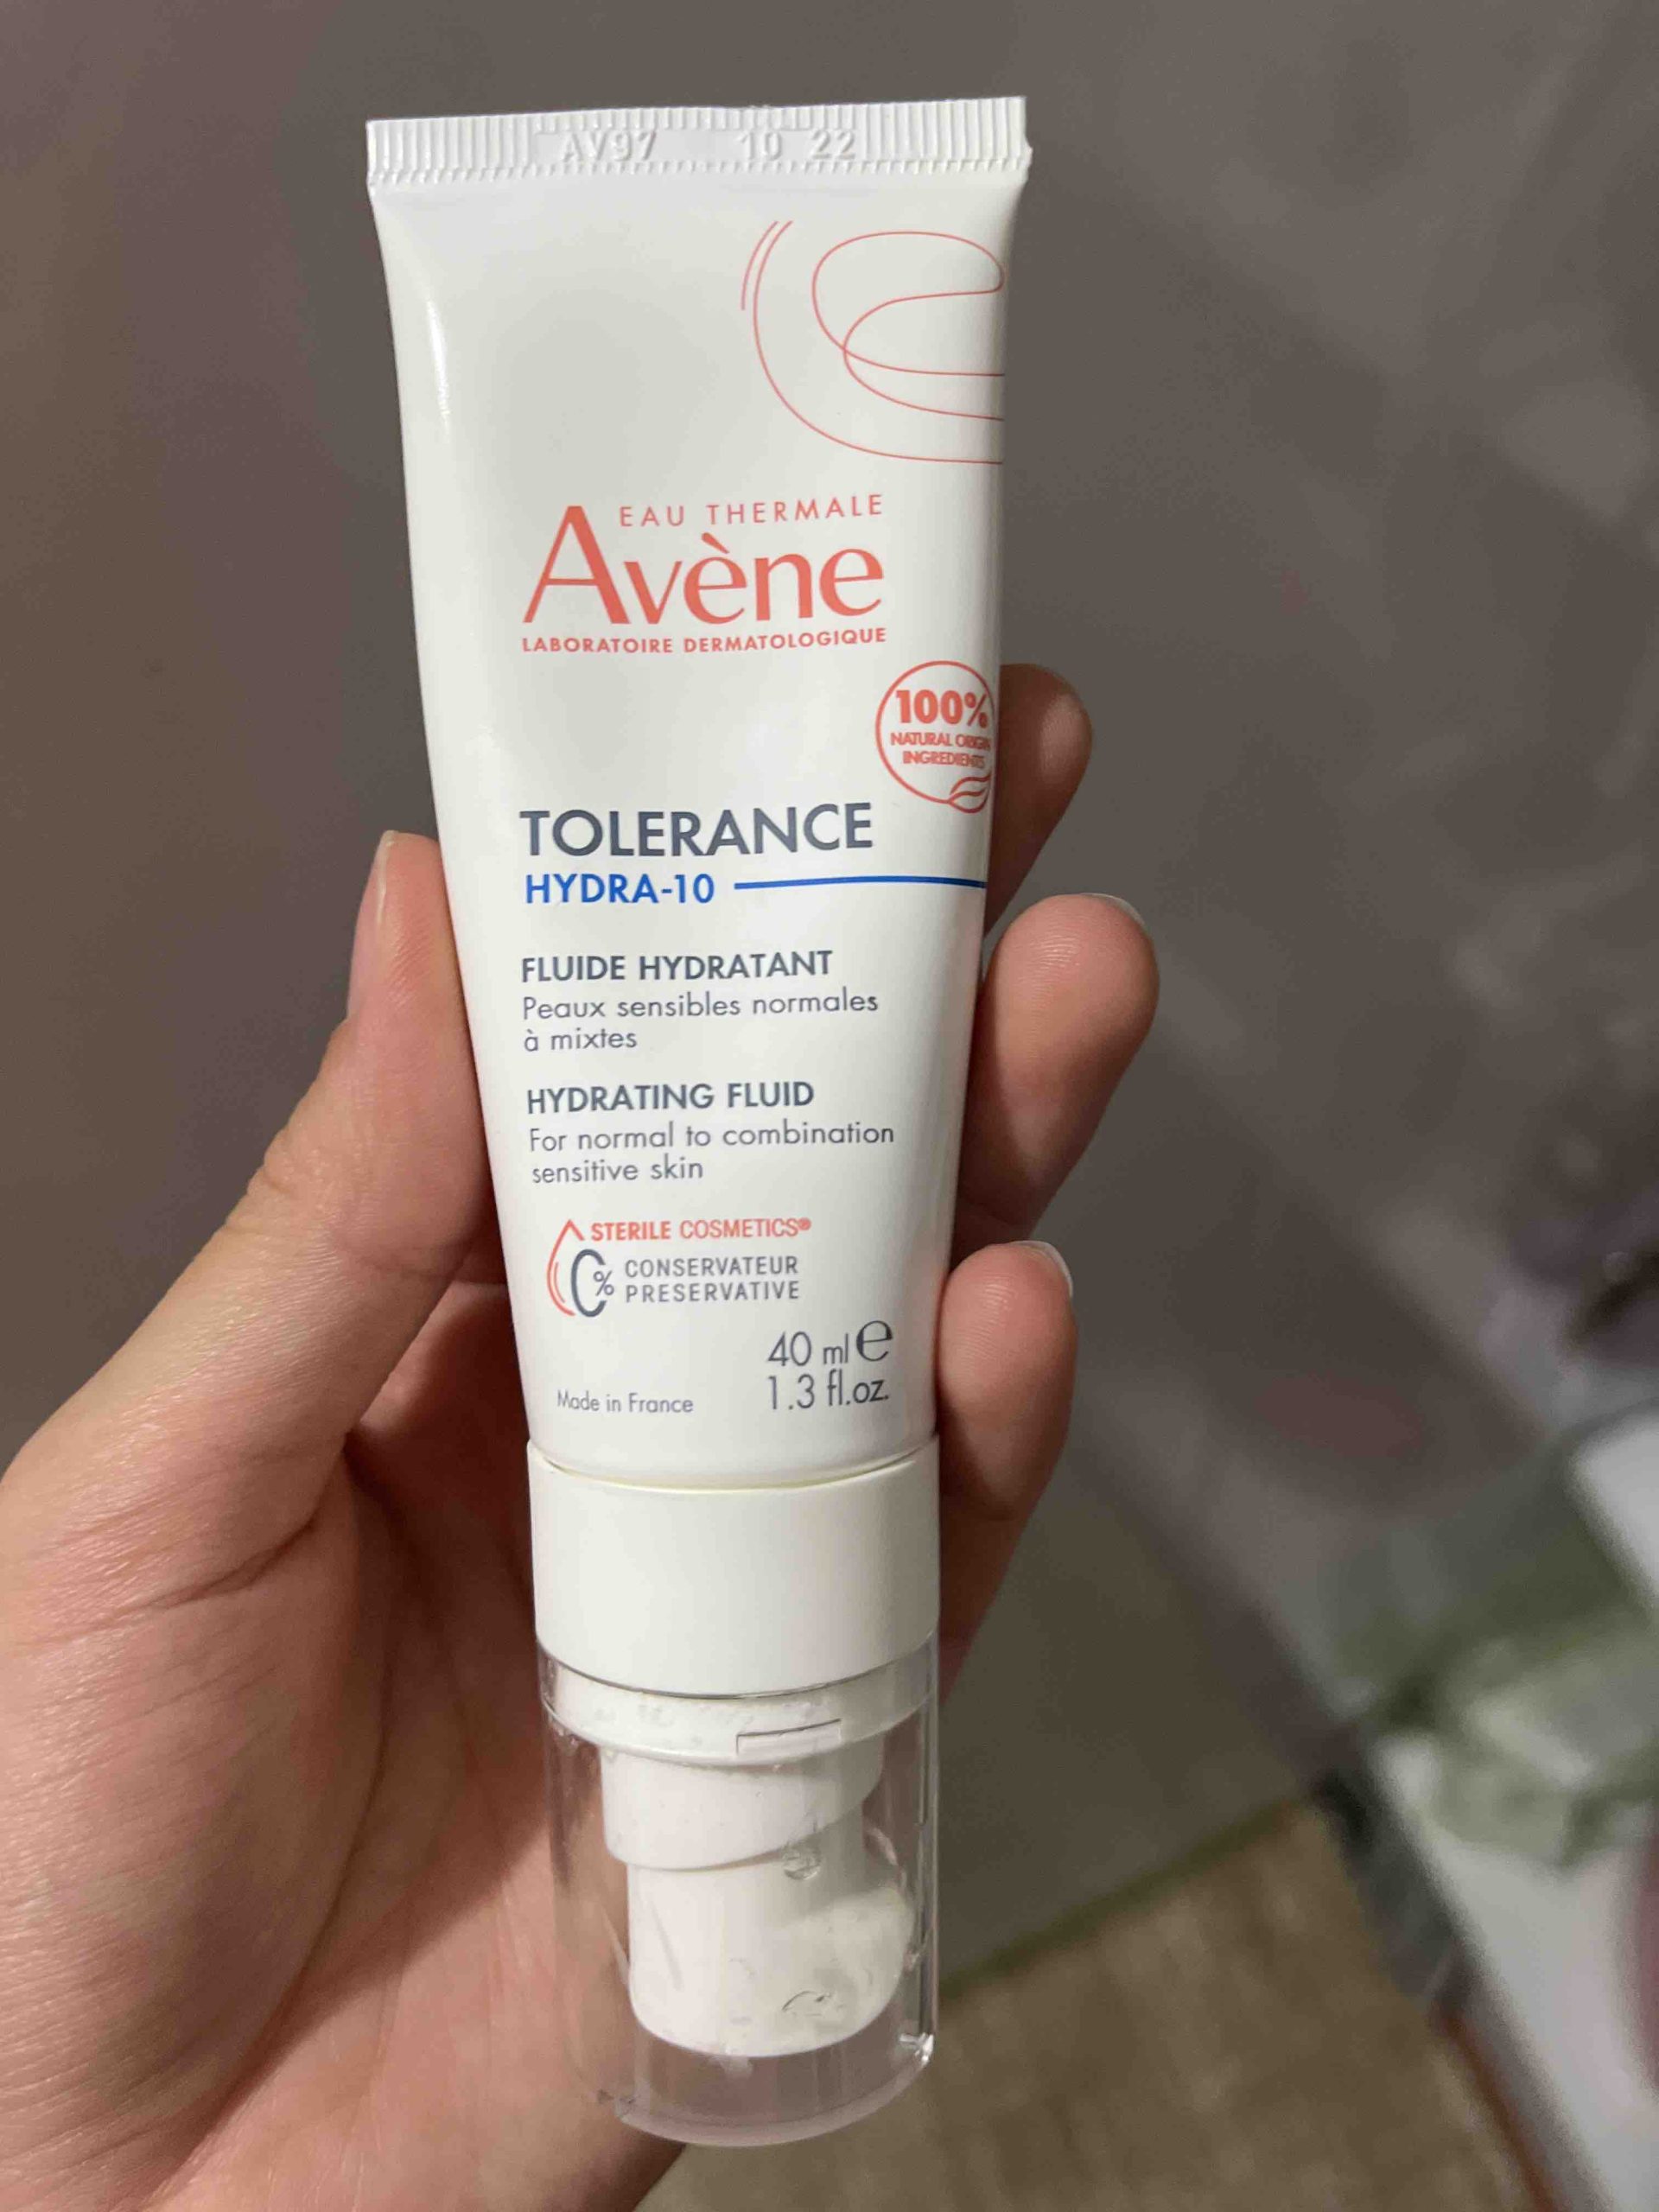 AV97 10 22
EAU THERMALE
Avène
LABORATOIRE DERMATOLOGIQUE
100%
NATURAL ORIGIN
INGREDIENTS
TOLERANCE
HYDRA-10
FLUIDE HYDRATANT
Peaux sensibles normales
à mixtes
HYDRATING FLUID
For normal to combination
sensitive skin
STERILE COSMETICS®
0% CONSERVATEUR
PRESERVATIVE
40 ml e
Made in France 1.3 fl.oz.